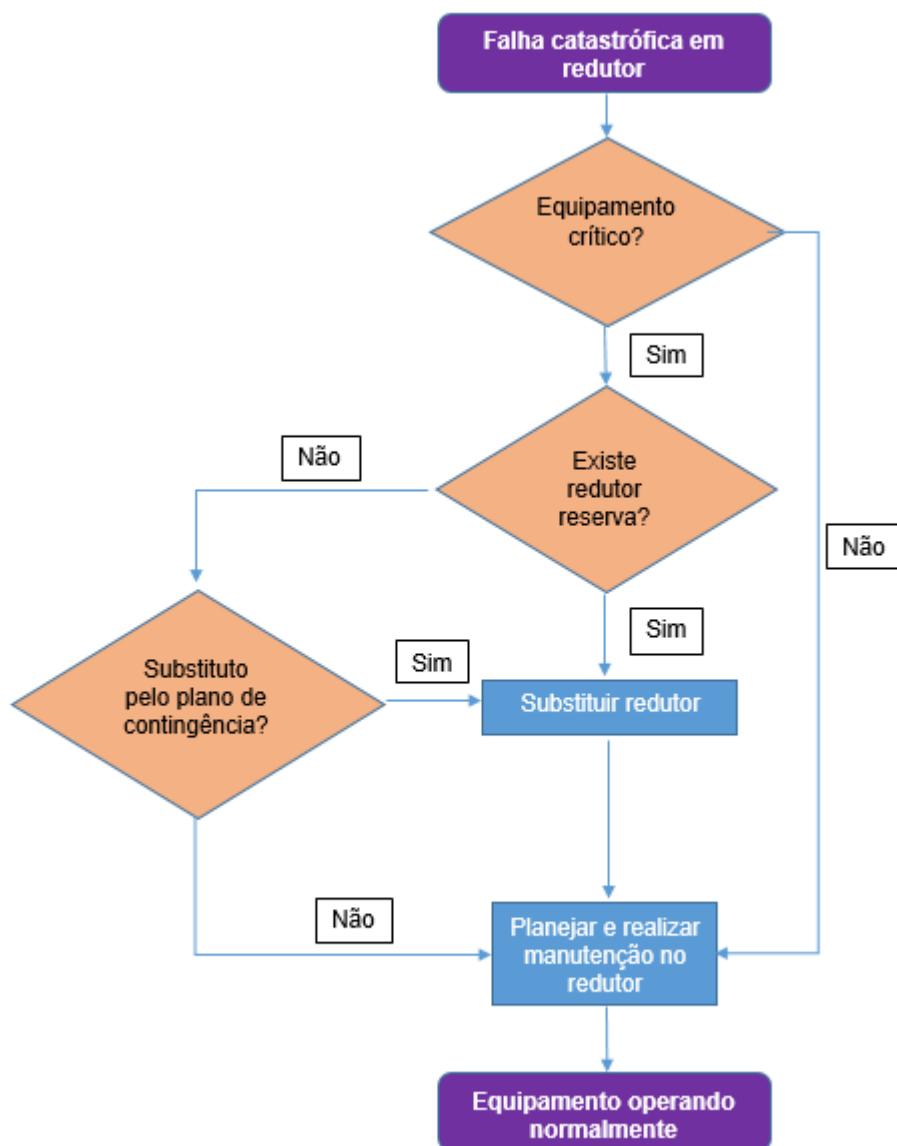 Falha catastrófica em
redutor
Equipamento
crítico?
Sim
Não
Existe
redutor
reserva?
Não
Sim
Substituto
pelo plano de
contingência?
Sim
Substituir redutor
Não
Planejar e realizar
manutenção no
redutor
Equipamento operando
normalmente